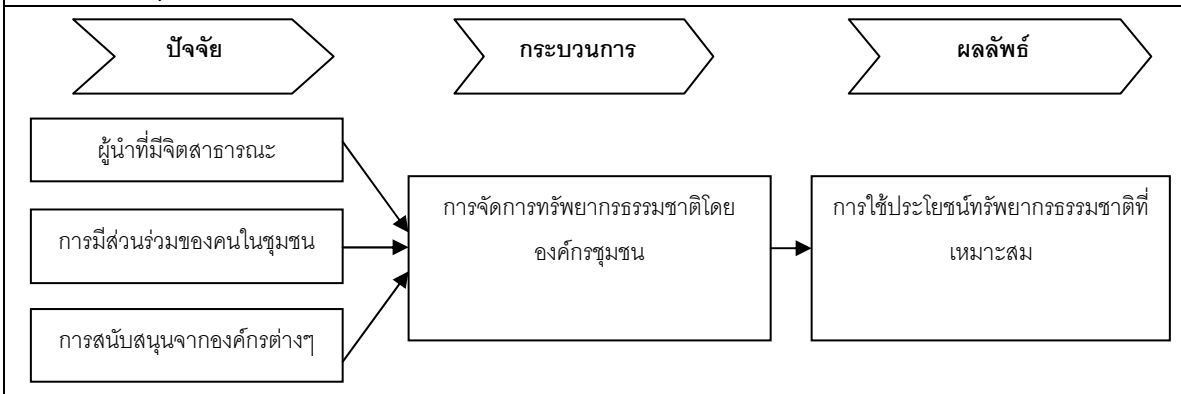 ปัจจัย
กระบวนการ
ผลลัพธ์
ผู้นำที่มีจิตสาธารณะ
การมีส่วนร่วมของคนในชุมชน
การสนับสนุนจากองค์กรต่างๆ
การจัดการทรัพยากรธรรมชาติโดย
องค์กรชุมชน
การใช้ประโยชน์ทรัพยากรธรรมชาติที่
เหมาะสม